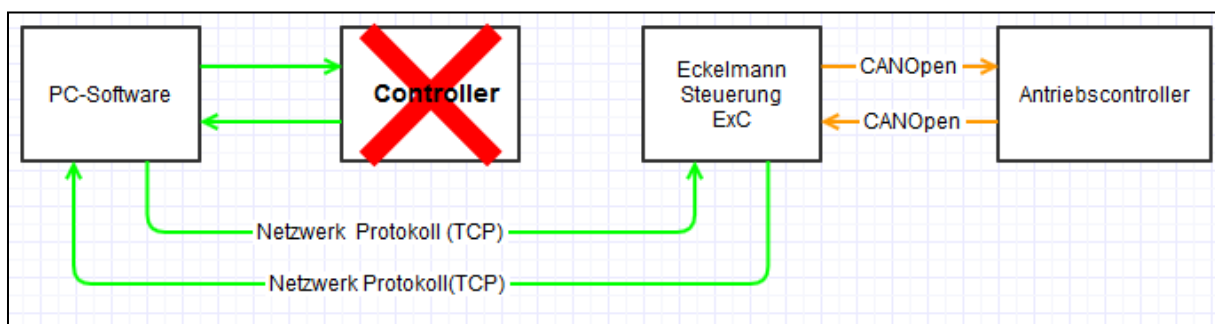 PC-Software
Controller
Eckelmann
Steuerung
ExC
CANOpen
CANOpen
Antriebscontroller
Netzwerk Protokoll (TCP)
Netzwerk Protokoll(TCP)